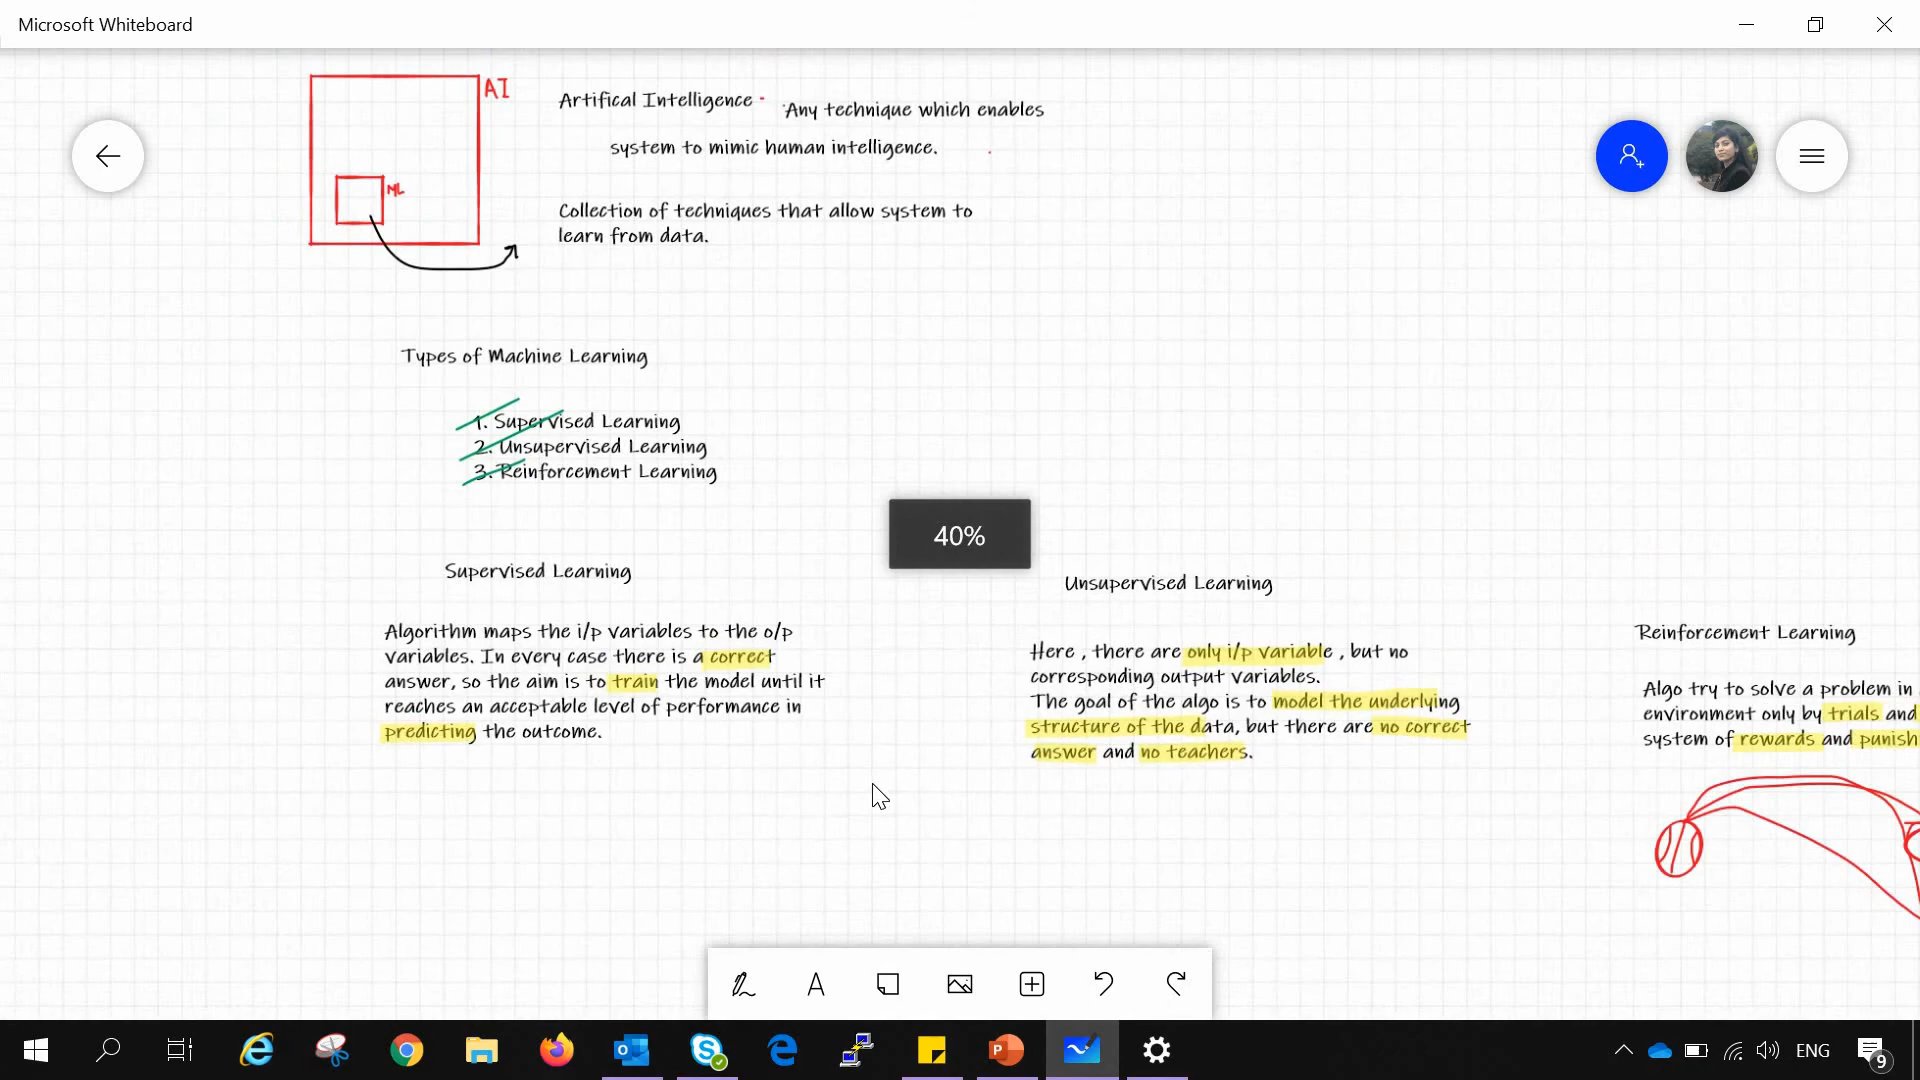 Microsoft Whiteboard
AI
Artifical Intelligence - Any technique which enables
system to mimic human intelligence.
ML
Collection of techniques that allow system to
learn from data.
Types of Machine Learning
1. Supervised Learning
2. Unsupervised Learning
3. Reinforcement Learning
40%
Supervised Learning
Algorithm maps the i/p variables to the o/p
variables. In every case there is a correct
answer, so the aim is to train the model until it
reaches an acceptable level of performance in
predicting the outcome.
Unsupervised Learning
Here , there are only i/p variable , but no
corresponding output variables.
The goal of the algo is to model the underlying
structure of the data, but there are no correct
answer and no teachers.
Reinforcement Learning
Algo try to solve a problem in
environment only by trials and
system of rewards and punish
ENG
9